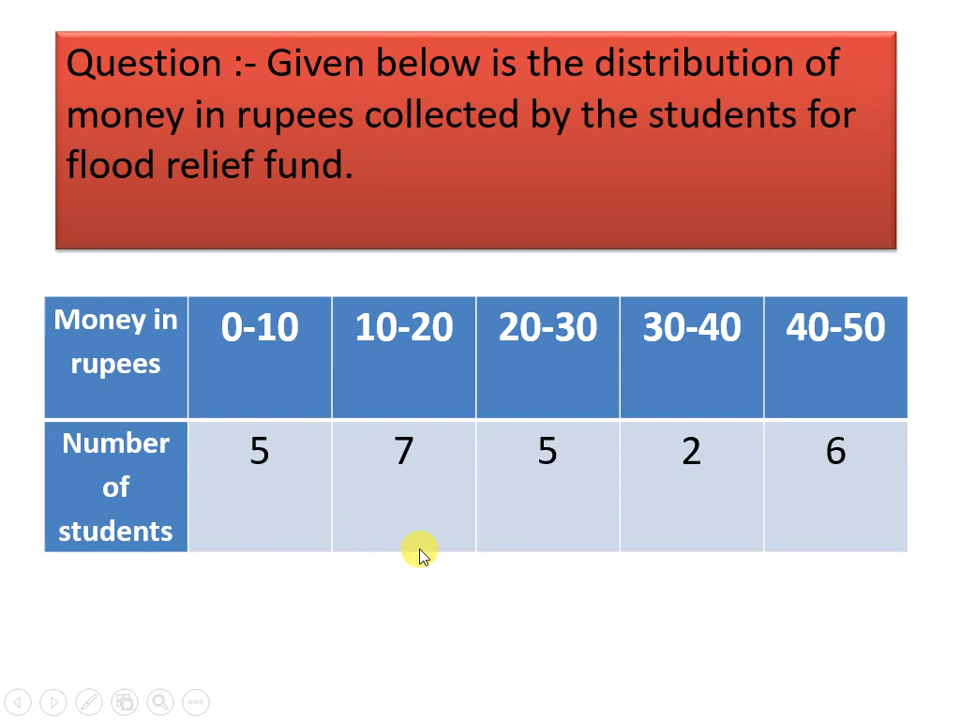 Question :- Given below is the distribution of
money in rupees collected by the students for
flood relief fund.
Money in rupees 0-10 10-20 20-30 30-40 40-50
Number of students 5 7 5 2 6